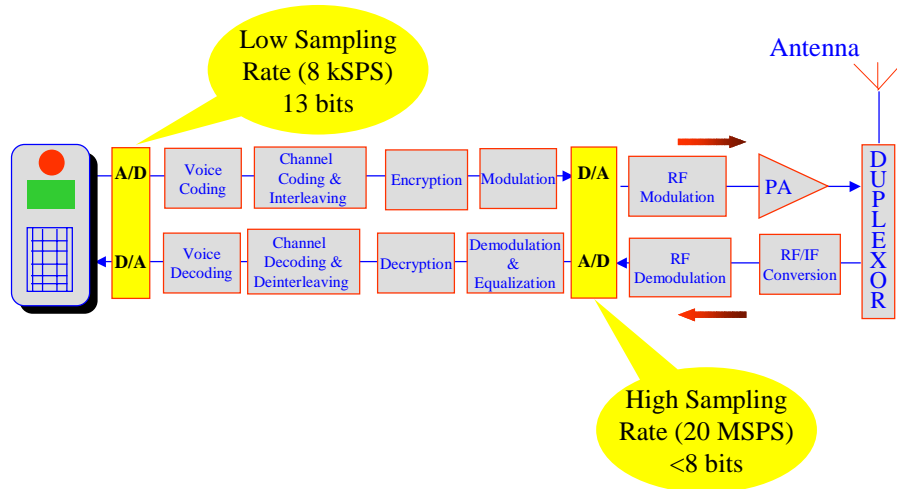 Low Sampling
Rate (8 kSPS)
13 bits
Antenna
A/D
Voice
Coding
Channel
Coding &
Interleaving
Encryption
Modulation
D/A
RF
Modulation
PA
DUPLEXOR
D/A
Voice
Decoding
Channel
Decoding &
Deinterleaving
Decryption
Demodulation
&
Equalization
A/D
RF
Demodulation
RF/IF
Conversion
High Sampling
Rate (20 MSPS)
<8 bits